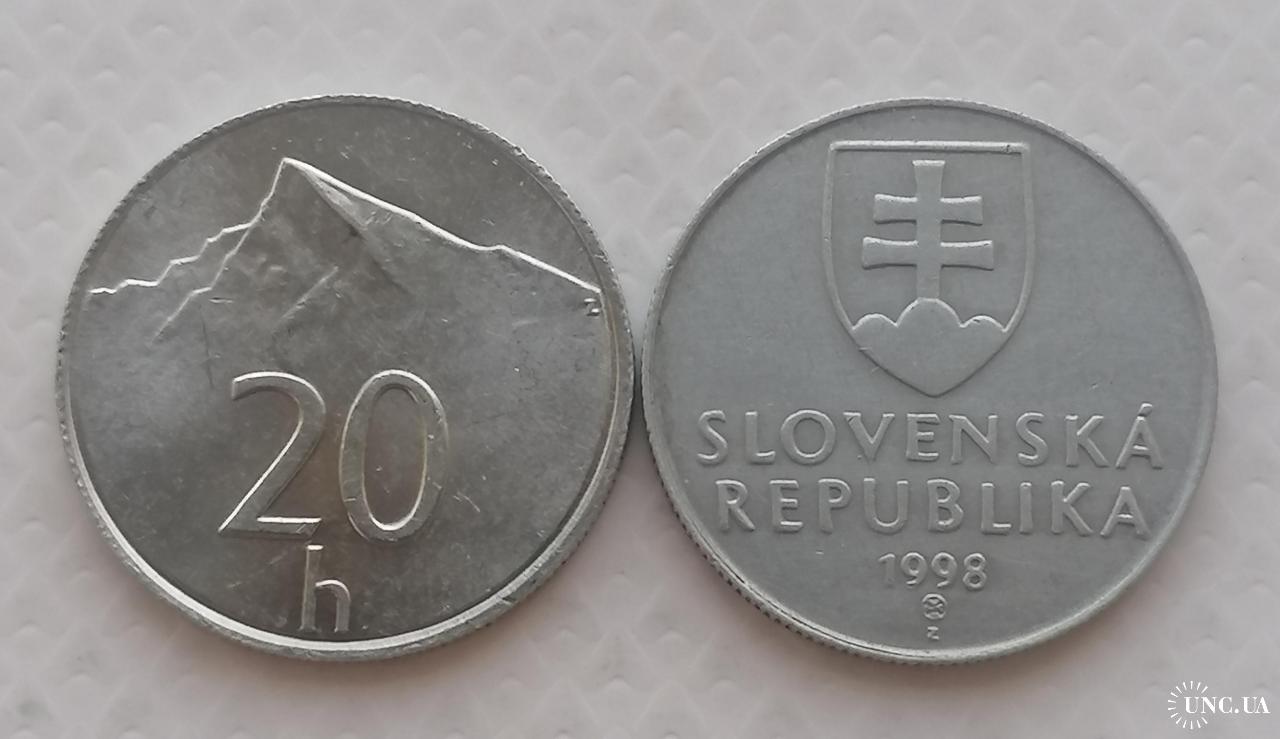 20
h
Z
SLOVENSKÁ
REPUBLIKA
1998
Z
UNC.UA